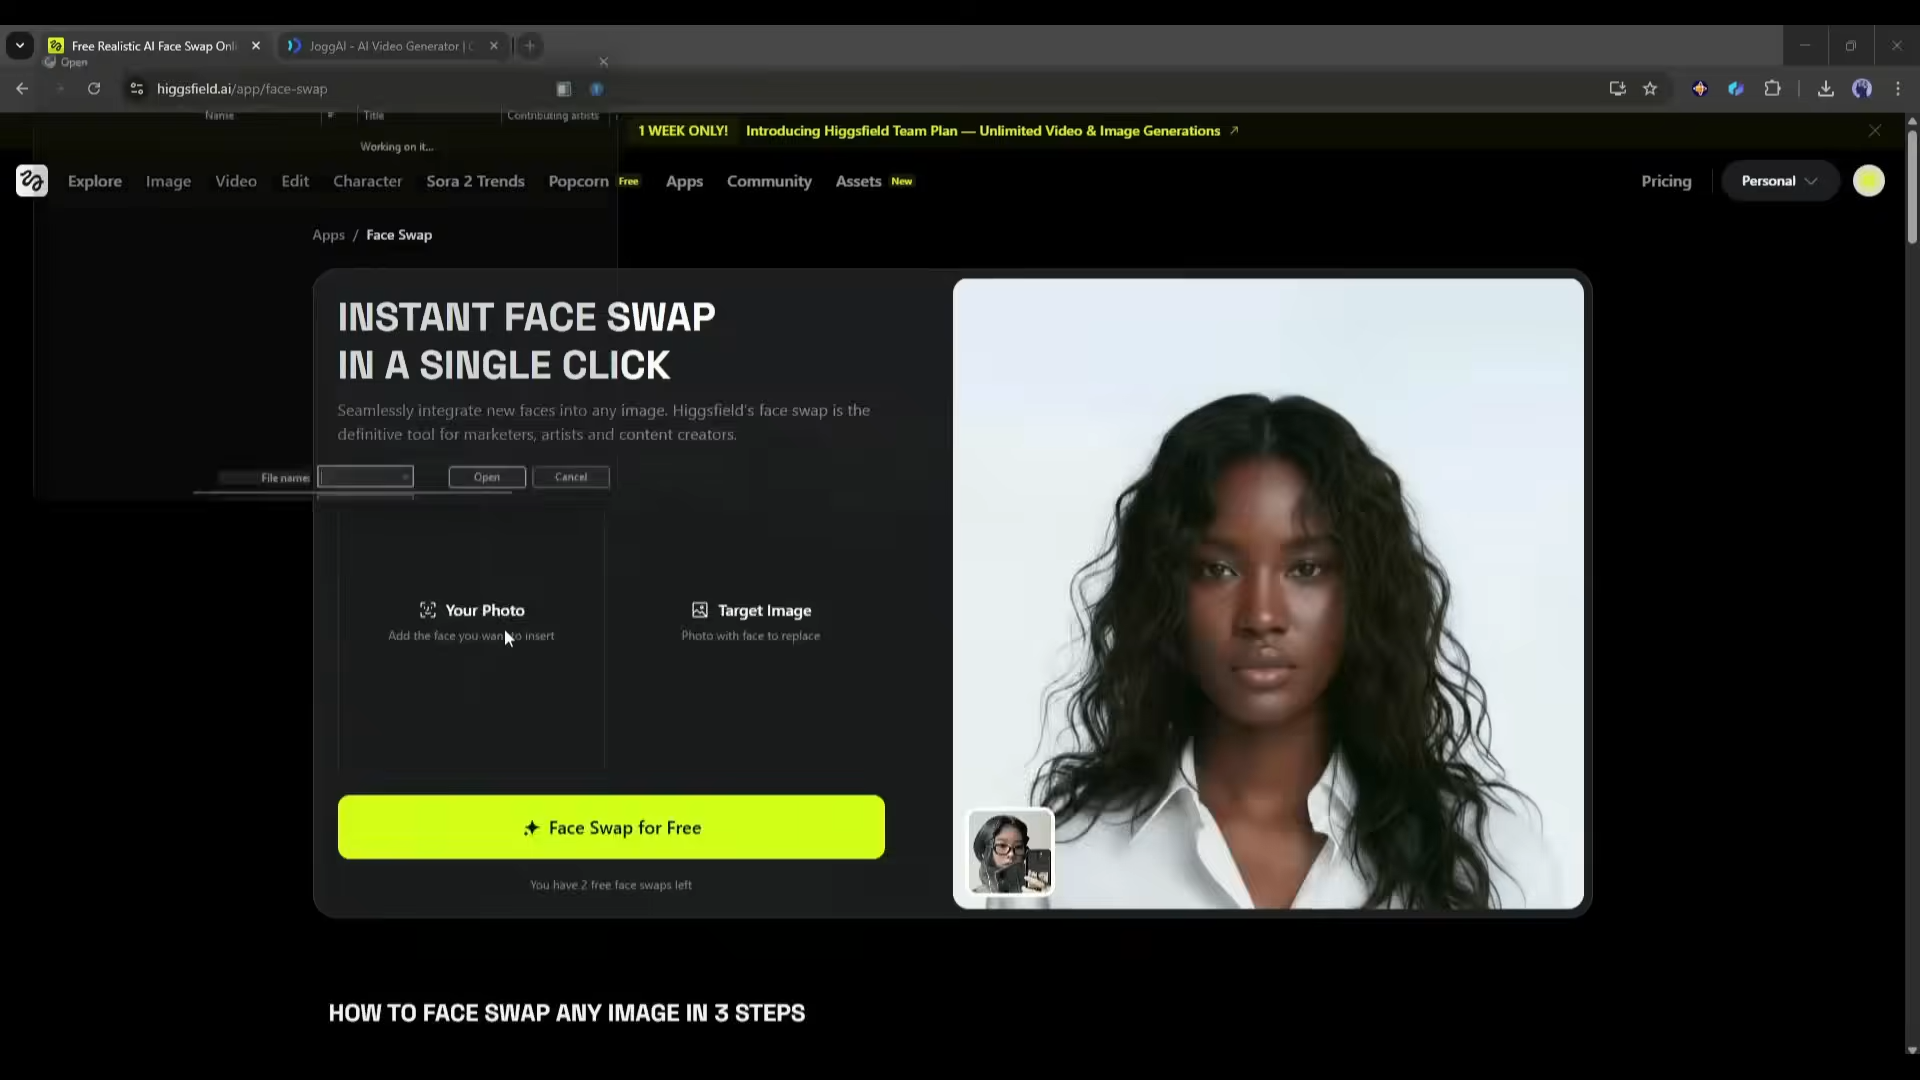 Free Realistic AI Face Swap Onl
JoggAI - AI Video Generator |
Open
higgsfield.ai/app/face-swap
Name
#
Title
Contributing artists
1 WEEK ONLY! Introducing Higgsfield Team Plan — Unlimited Video & Image Generations ↗
Working on it...
Explore
Image
Video
Edit
Character
Sora 2 Trends
Popcorn Free
Apps
Community
Assets New
Pricing
Personal
Apps / Face Swap
INSTANT FACE SWAP
IN A SINGLE CLICK
Seamlessly integrate new faces into any image. Higgsfield's face swap is the
definitive tool for marketers, artists and content creators.
File name:
Open
Cancel
Your Photo
Add the face you want to insert
Target Image
Photo with face to replace
Face Swap for Free
You have 2 free face swaps left
HOW TO FACE SWAP ANY IMAGE IN 3 STEPS